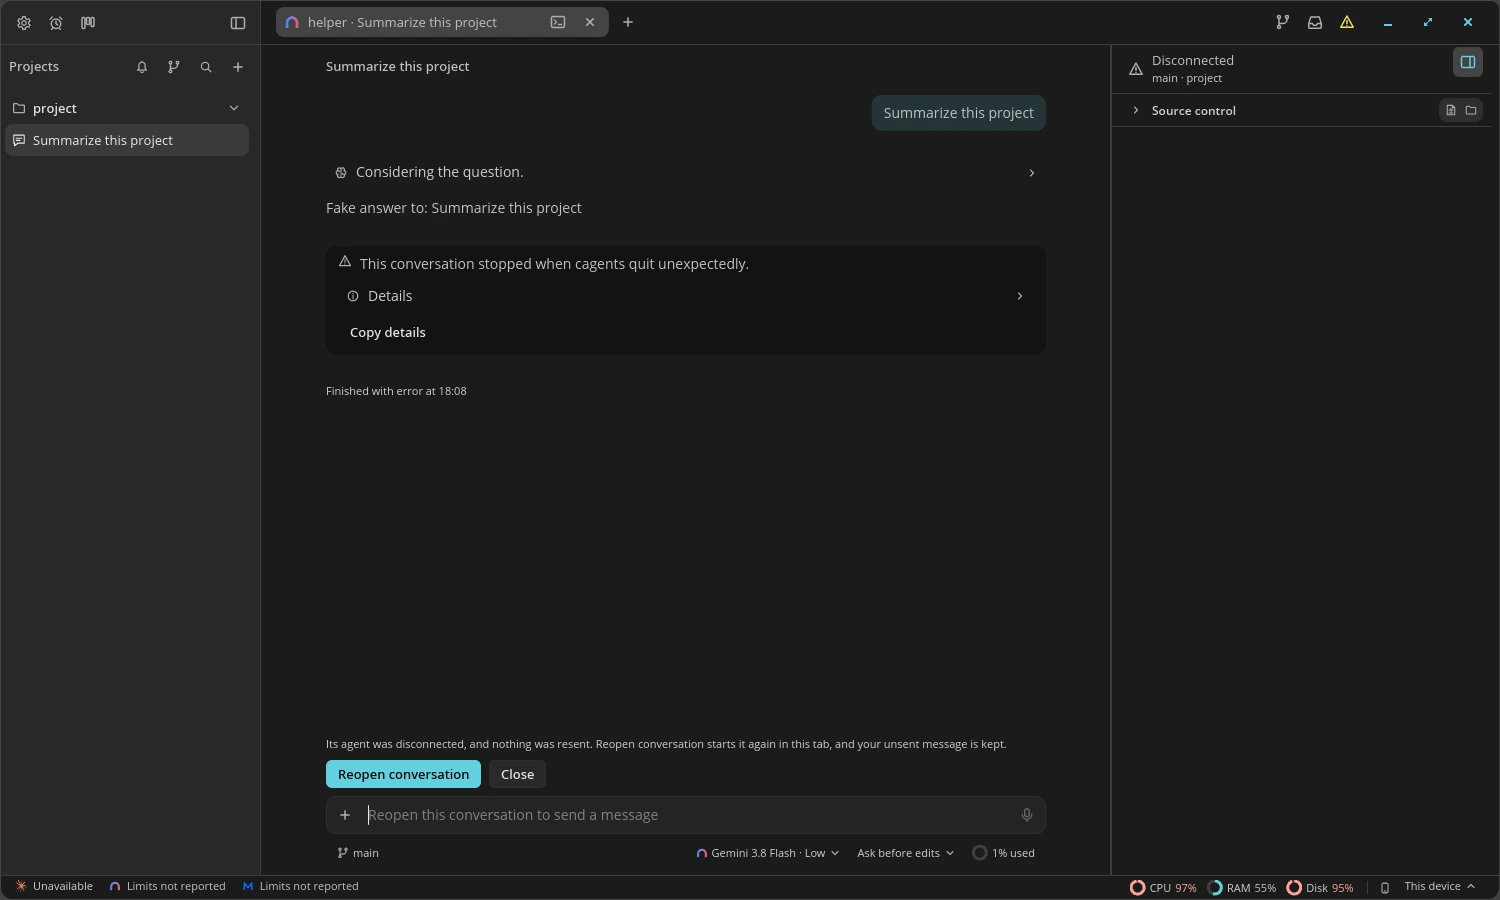 helper · Summarize this project
Projects
project
Summarize this project
Summarize this project
Summarize this project
Considering the question.
Fake answer to: Summarize this project
This conversation stopped when cagents quit unexpectedly.
Details
Copy details
Finished with error at 18:08
Its agent was disconnected, and nothing was resent. Reopen conversation starts it again in this tab, and your unsent message is kept.
Reopen conversation
Close
Reopen this conversation to send a message
main
Gemini 3.8 Flash · Low
Ask before edits
1% used
Disconnected
main · project
Source control
Unavailable
Limits not reported
Limits not reported
CPU 97%
RAM 55%
Disk 95%
This device